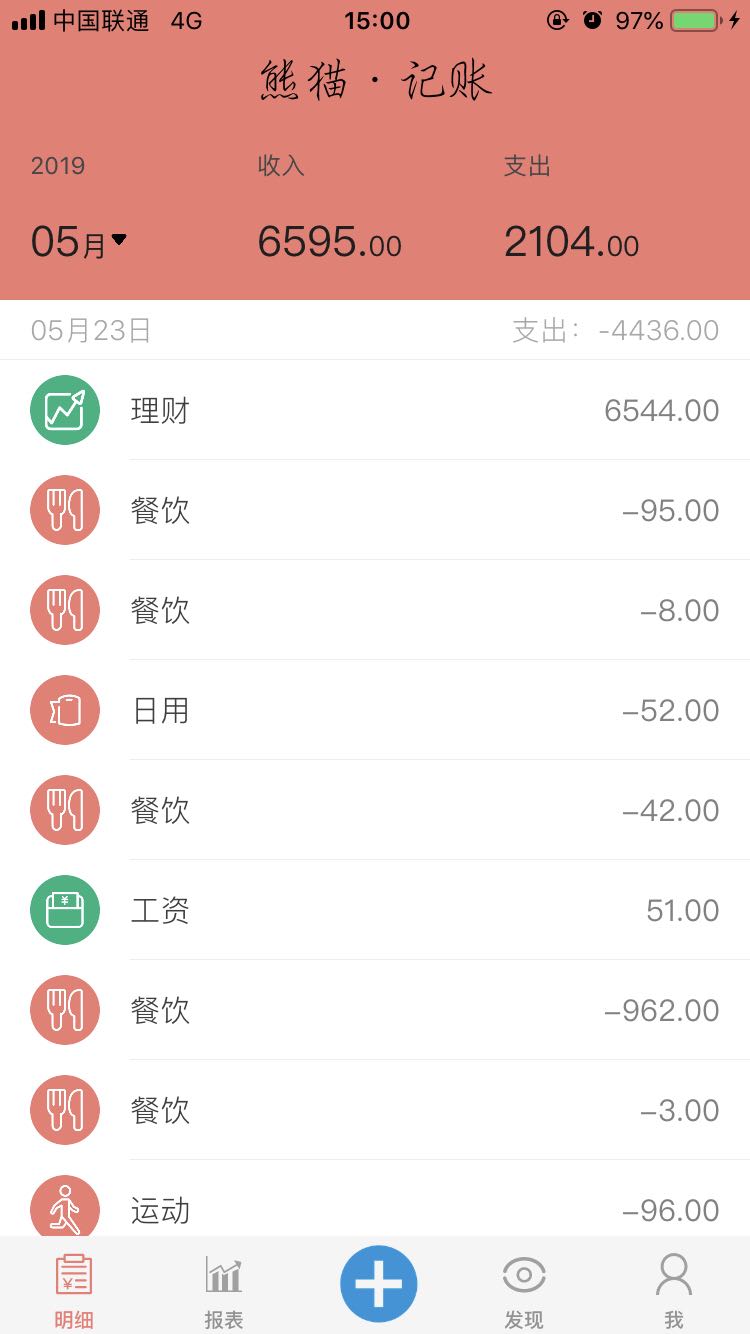 中国联通 4G 15:00 97%
熊猫·记账
2019 收入 支出
05月 6595.00 2104.00
05月23日 支出: -4436.00
理财 6544.00
餐饮 -95.00
餐饮 -8.00
日用 -52.00
餐饮 -42.00
工资 51.00
餐饮 -962.00
餐饮 -3.00
运动 -96.00
明细 报表 发现 我